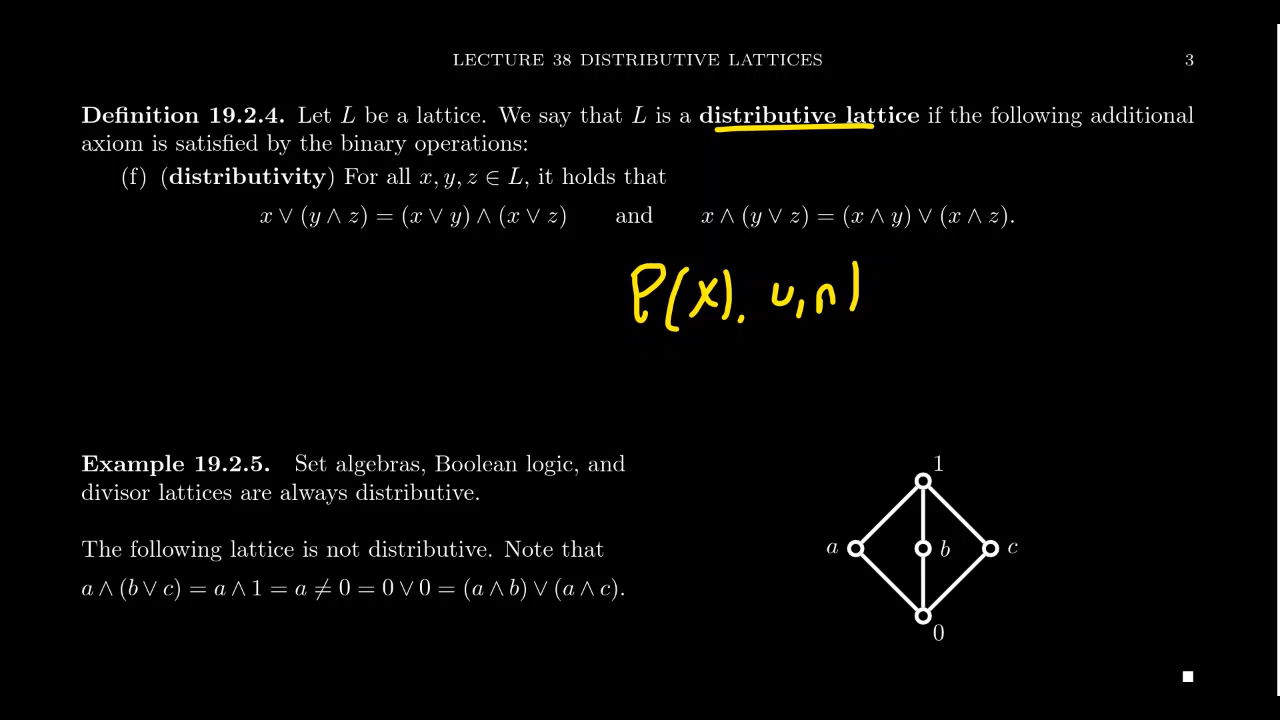 LECTURE 38 DISTRIBUTIVE LATTICES 3
Definition 19.2.4. Let L be a lattice. We say that L is a distributive lattice if the following additional
axiom is satisfied by the binary operations:
(f) (distributivity) For all x, y, z ∈ L, it holds that
x ∨ (y ∧ z) = (x ∨ y) ∧ (x ∨ z) and x ∧ (y ∨ z) = (x ∧ y) ∨ (x ∧ z).
P(X). ∪,∩)
Example 19.2.5. Set algebras, Boolean logic, and
divisor lattices are always distributive.
The following lattice is not distributive. Note that
a ∧ (b ∨ c) = a ∧ 1 = a ≠ 0 = 0 ∨ 0 = (a ∧ b) ∨ (a ∧ c).
1
a b c
0